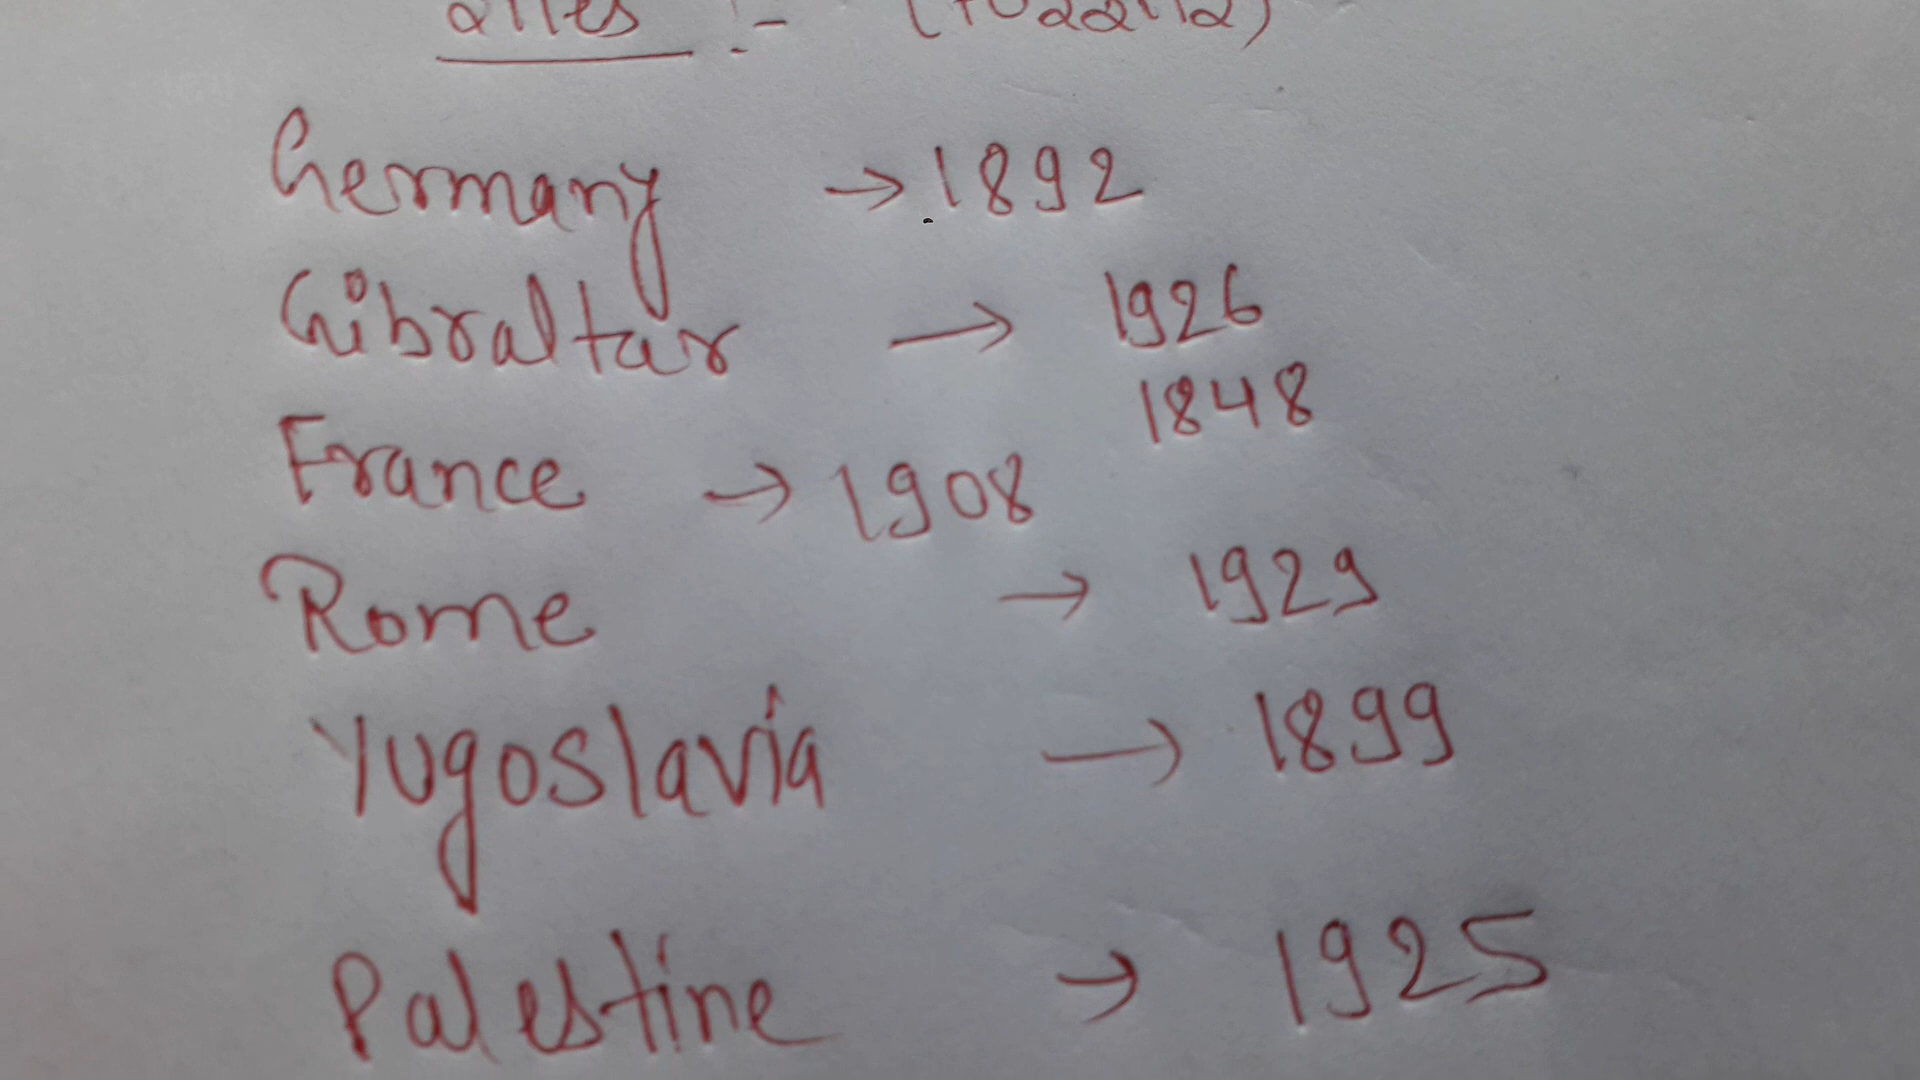 Germany → 1892
Gibraltar → 1926
1848
France → 1908
Rome → 1929
Yugoslavia → 1899
Palestine → 1925